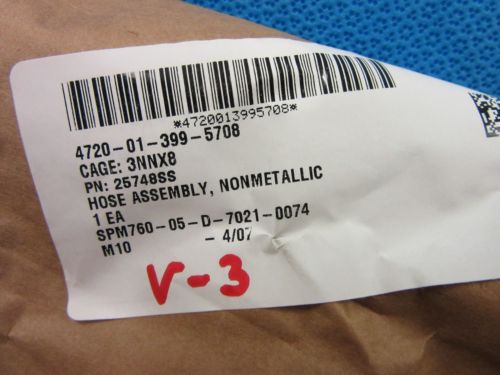 *4720013995708*
4720-01-399-5708
CAGE: 3NNX8
PN: 25748SS
HOSE ASSEMBLY, NONMETALLIC
1 EA
SPM760-05-D-7021-0074
M10 - 4/07
V-3